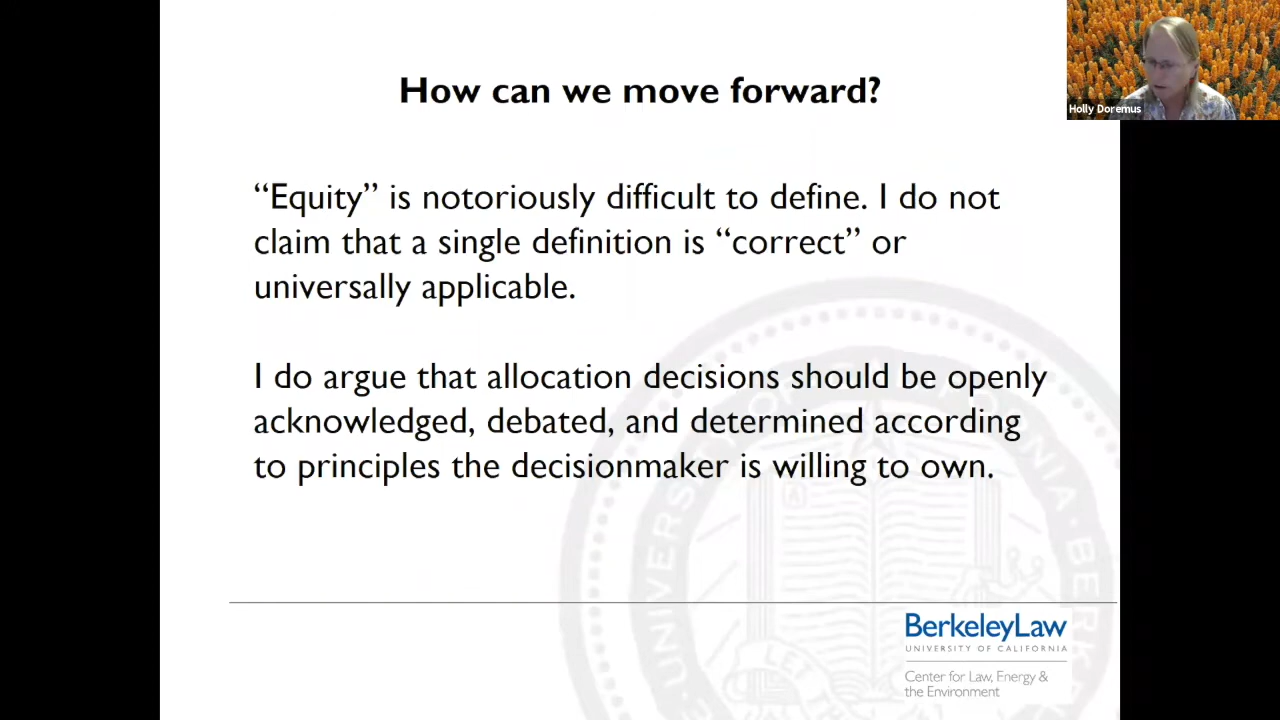 How can we move forward?
Holly Doremus
“Equity” is notoriously difficult to define. I do not
claim that a single definition is “correct” or
universally applicable.
I do argue that allocation decisions should be openly
acknowledged, debated, and determined according
to principles the decisionmaker is willing to own.
BerkeleyLaw
UNIVERSITY OF CALIFORNIA
Center for Law, Energy &
the Environment